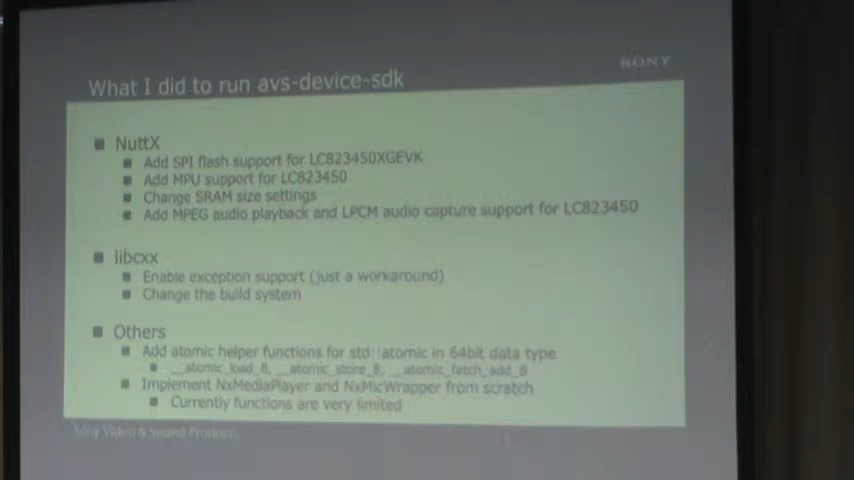 SONY
What I did to run avs-device-sdk
NuttX
Add SPI flash support for LC823450XGEVK
Add MPU support for LC823450
Change SRAM size settings
Add MPEG audio playback and LPCM audio capture support for LC823450
libcxx
Enable exception support (just a workaround)
Change the build system
Others
Add atomic helper functions for std::atomic in 64bit data type
__atomic_load_8, __atomic_store_8, __atomic_fetch_add_8
Implement NxMediaPlayer and NxMicWrapper from scratch
Currently functions are very limited
Sony Video & Sound Products